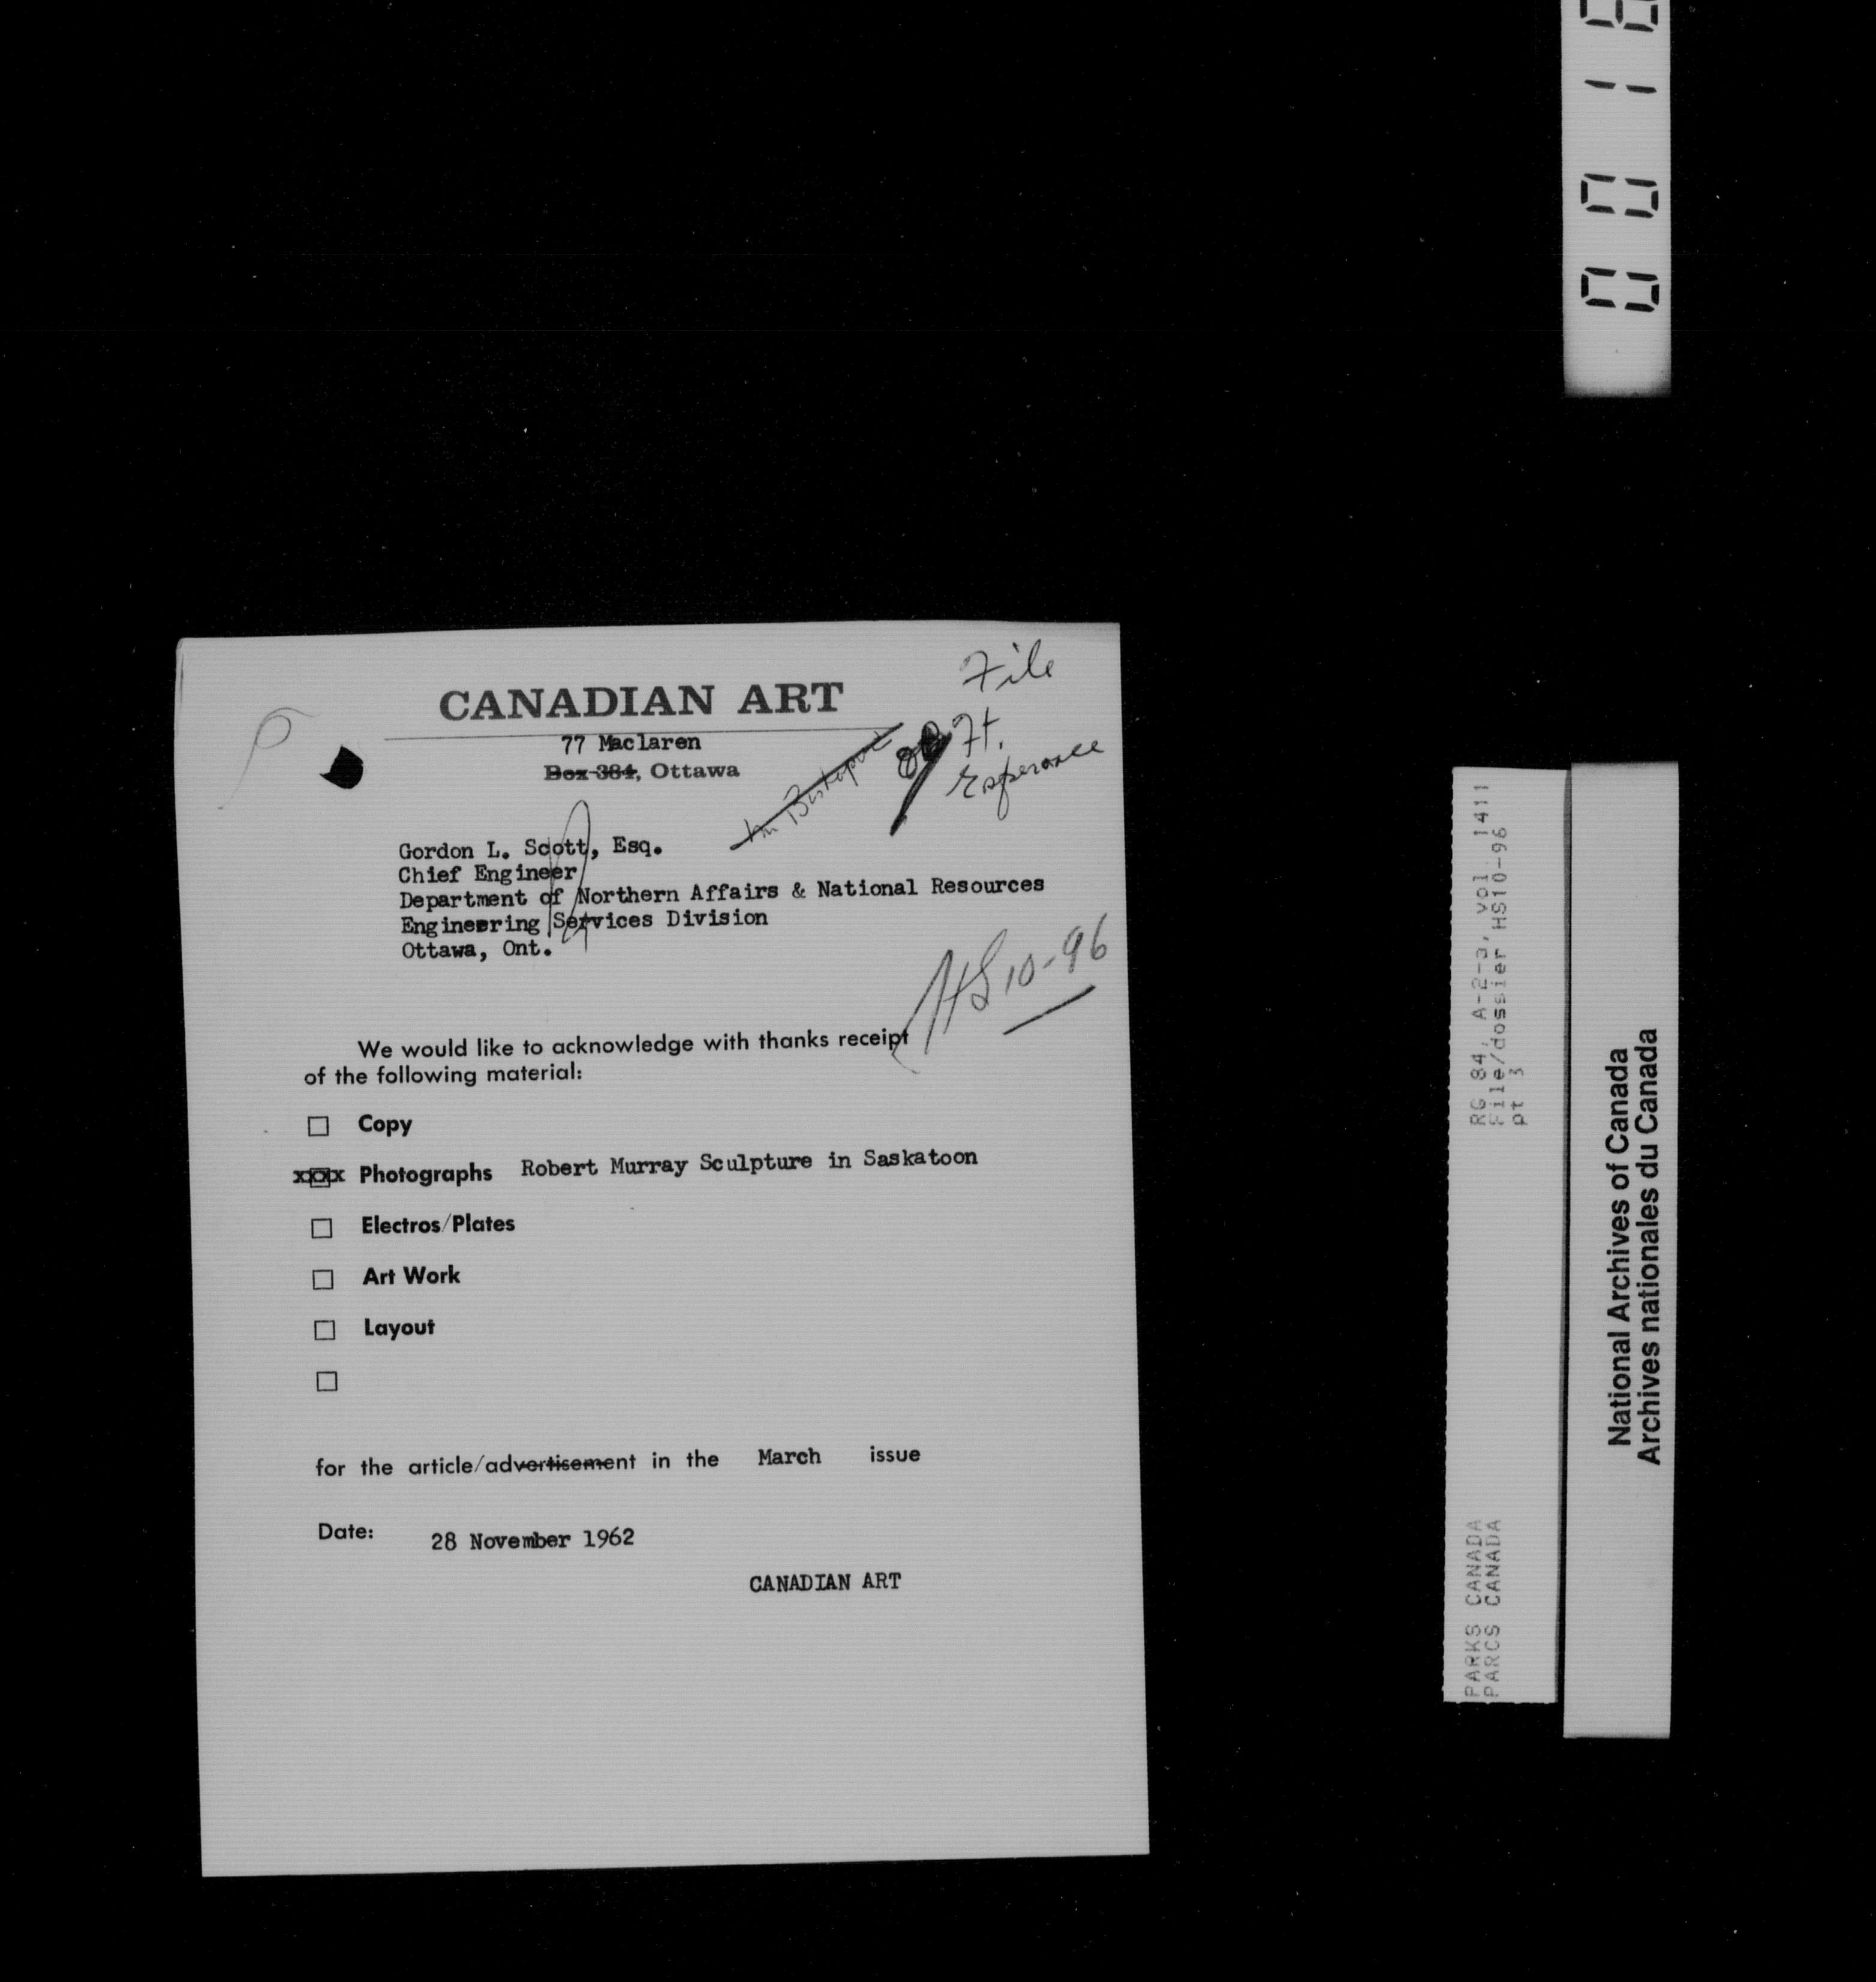 CANADIAN ART
77 Maclaren
Box 384, Ottawa
File
Ft.
Esperance
Gordon L. Scott, Esq.
Chief Engineer
Department of Northern Affairs & National Resources
Engineering Services Division
Ottawa, Ont.
HS10-96
We would like to acknowledge with thanks receipt
of the following material:
Copy
xxxx Photographs Robert Murray Sculpture in Saskatoon
Electros/Plates
Art Work
Layout
for the article/advertisement in the March issue
Date: 28 November 1962
CANADIAN ART
RG 84, A-2-a, vol. 1411
File/dossier HS10-96
pt 3
PARKS CANADA
PARCS CANADA
National Archives of Canada
Archives nationales du Canada